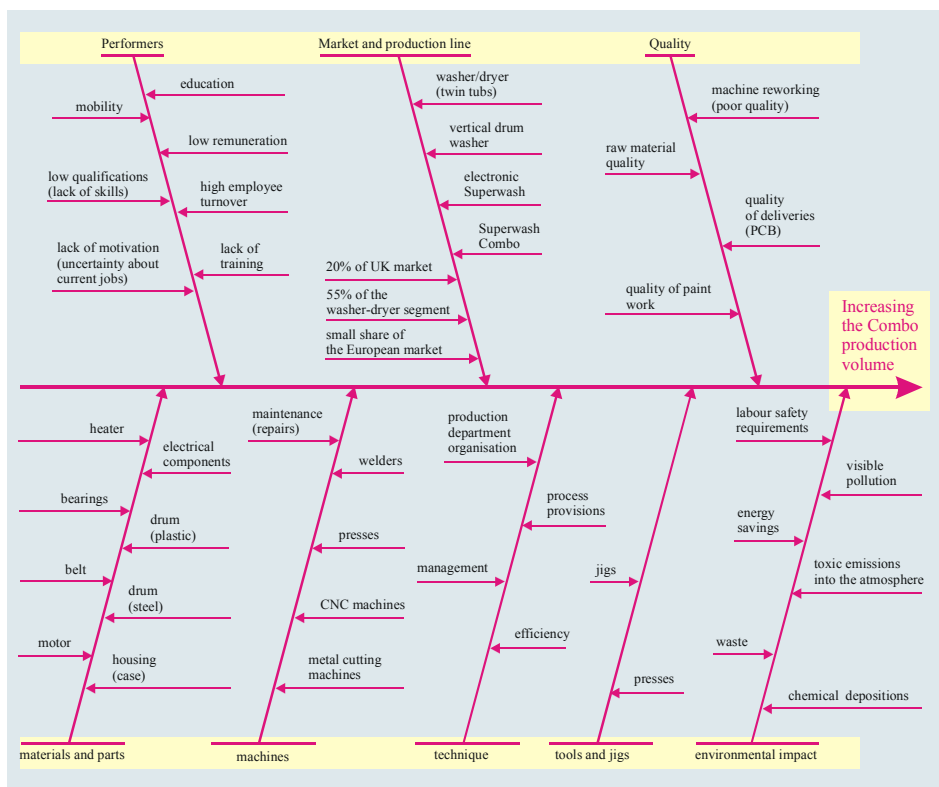 Performers
Market and production line
Quality
education
mobility
low remuneration
low qualifications
(lack of skills)
high employee
turnover
lack of motivation
(uncertainty about
current jobs)
lack of
training
washer/dryer
(twin tubs)
vertical drum
washer
electronic
Superwash
Superwash
Combo
20% of UK market
55% of the
washer-dryer segment
small share of
the European market
machine reworking
(poor quality)
raw material
quality
quality
of deliveries
(PCB)
quality of paint
work
Increasing
the Combo
production
volume
heater
electrical
components
bearings
drum
(plastic)
belt
drum
(steel)
motor
housing
(case)
maintenance
(repairs)
welders
presses
CNC machines
metal cutting
machines
production
department
organisation
process
provisions
management
efficiency
jigs
presses
labour safety
requirements
visible
pollution
energy
savings
toxic emissions
into the atmosphere
waste
chemical depositions
materials and parts
machines
technique
tools and jigs
environmental impact